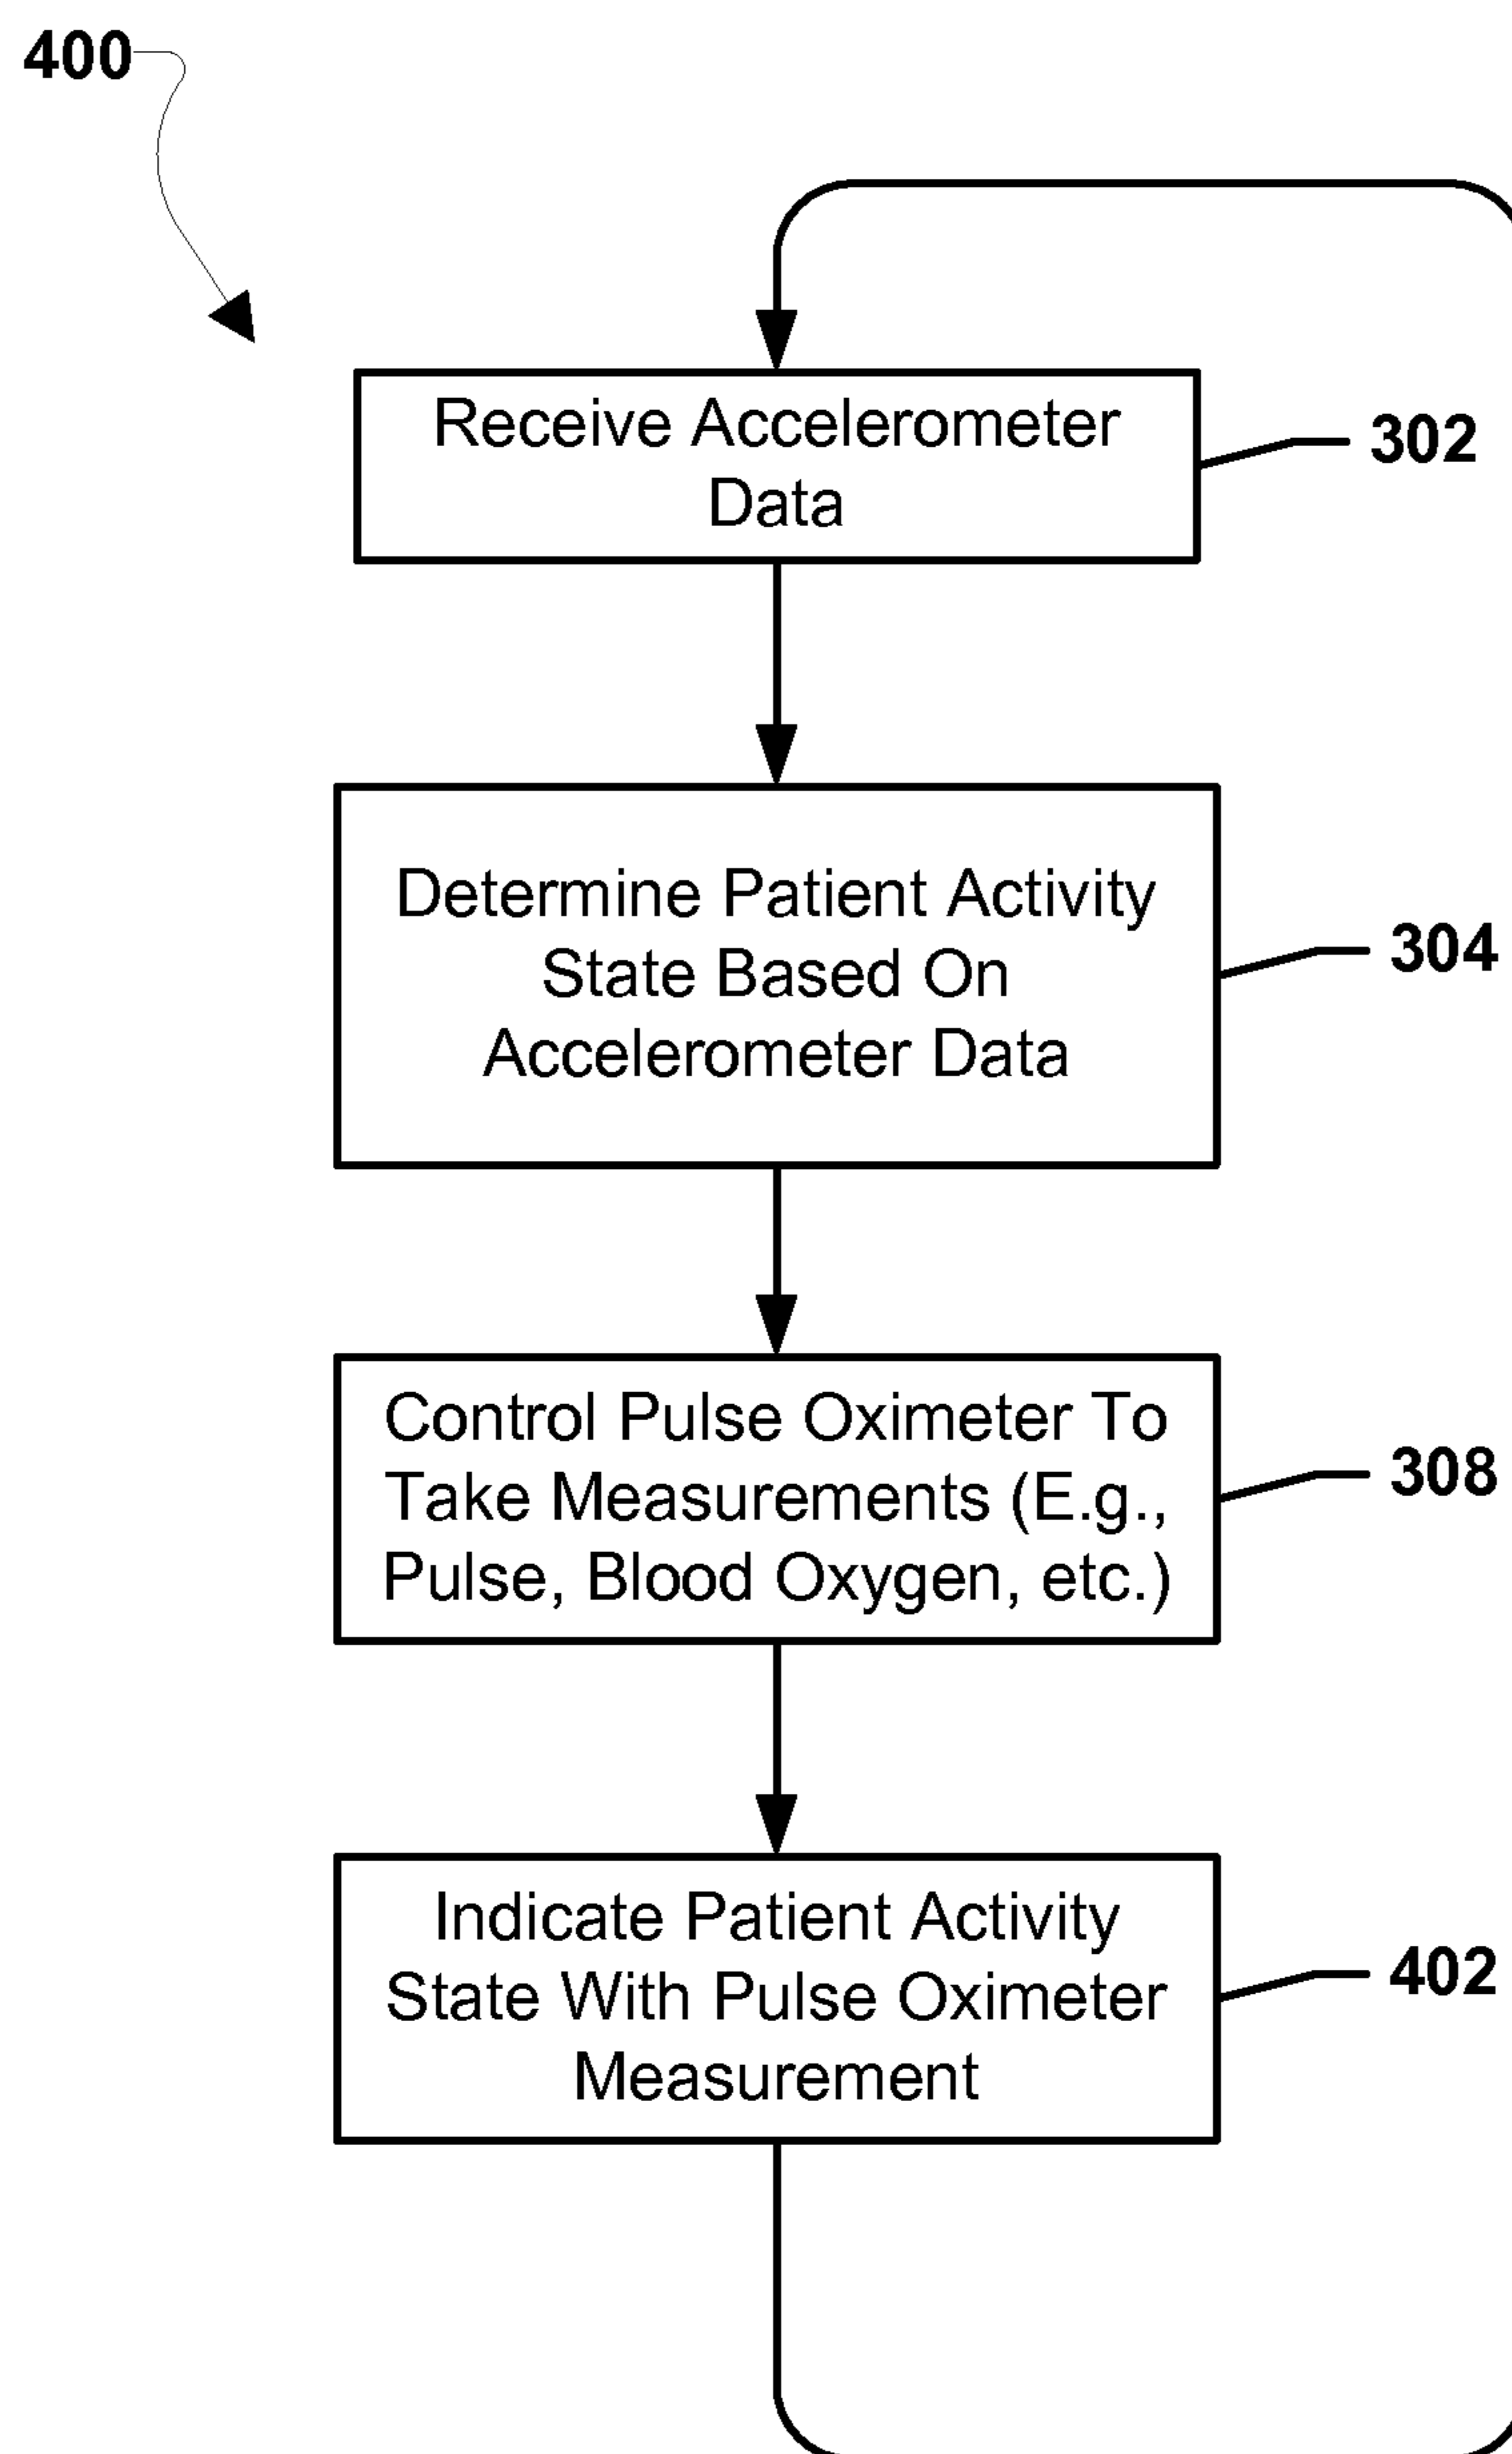 400
Receive Accelerometer
Data
302
Determine Patient Activity
State Based On
Accelerometer Data
304
Control Pulse Oximeter To
Take Measurements (E.g.,
Pulse, Blood Oxygen, etc.)
308
Indicate Patient Activity
State With Pulse Oximeter
Measurement
402